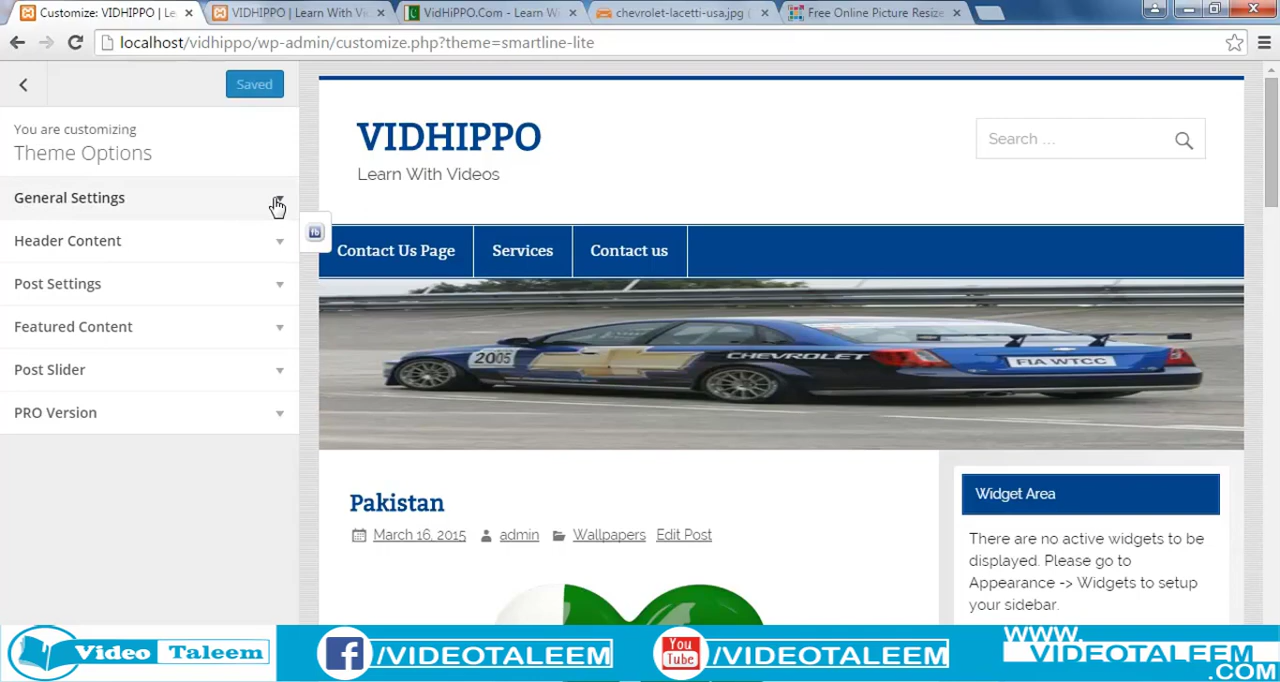 Customize: VIDHIPPO | Le
VIDHIPPO | Learn With Vi
VidHiPPO.Com - Learn W
chevrolet-lacetti-usa.jpg (
Free Online Picture Resize
localhost/vidhippo/wp-admin/customize.php?theme=smartline-lite
Saved
You are customizing
Theme Options
General Settings
Header Content
Post Settings
Featured Content
Post Slider
PRO Version
fb
VIDHIPPO
Learn With Videos
Search ...
Contact Us Page
Services
Contact us
2005
CHEVROLET
FIA WTCC
Pakistan
March 16, 2015
admin
Wallpapers
Edit Post
Widget Area
There are no active widgets to be
displayed. Please go to
Appearance -> Widgets to setup
your sidebar.
Video Taleem
/VIDEOTALEEM
You Tube
/VIDEOTALEEM
www.
VIDEOTALEEM
.COM